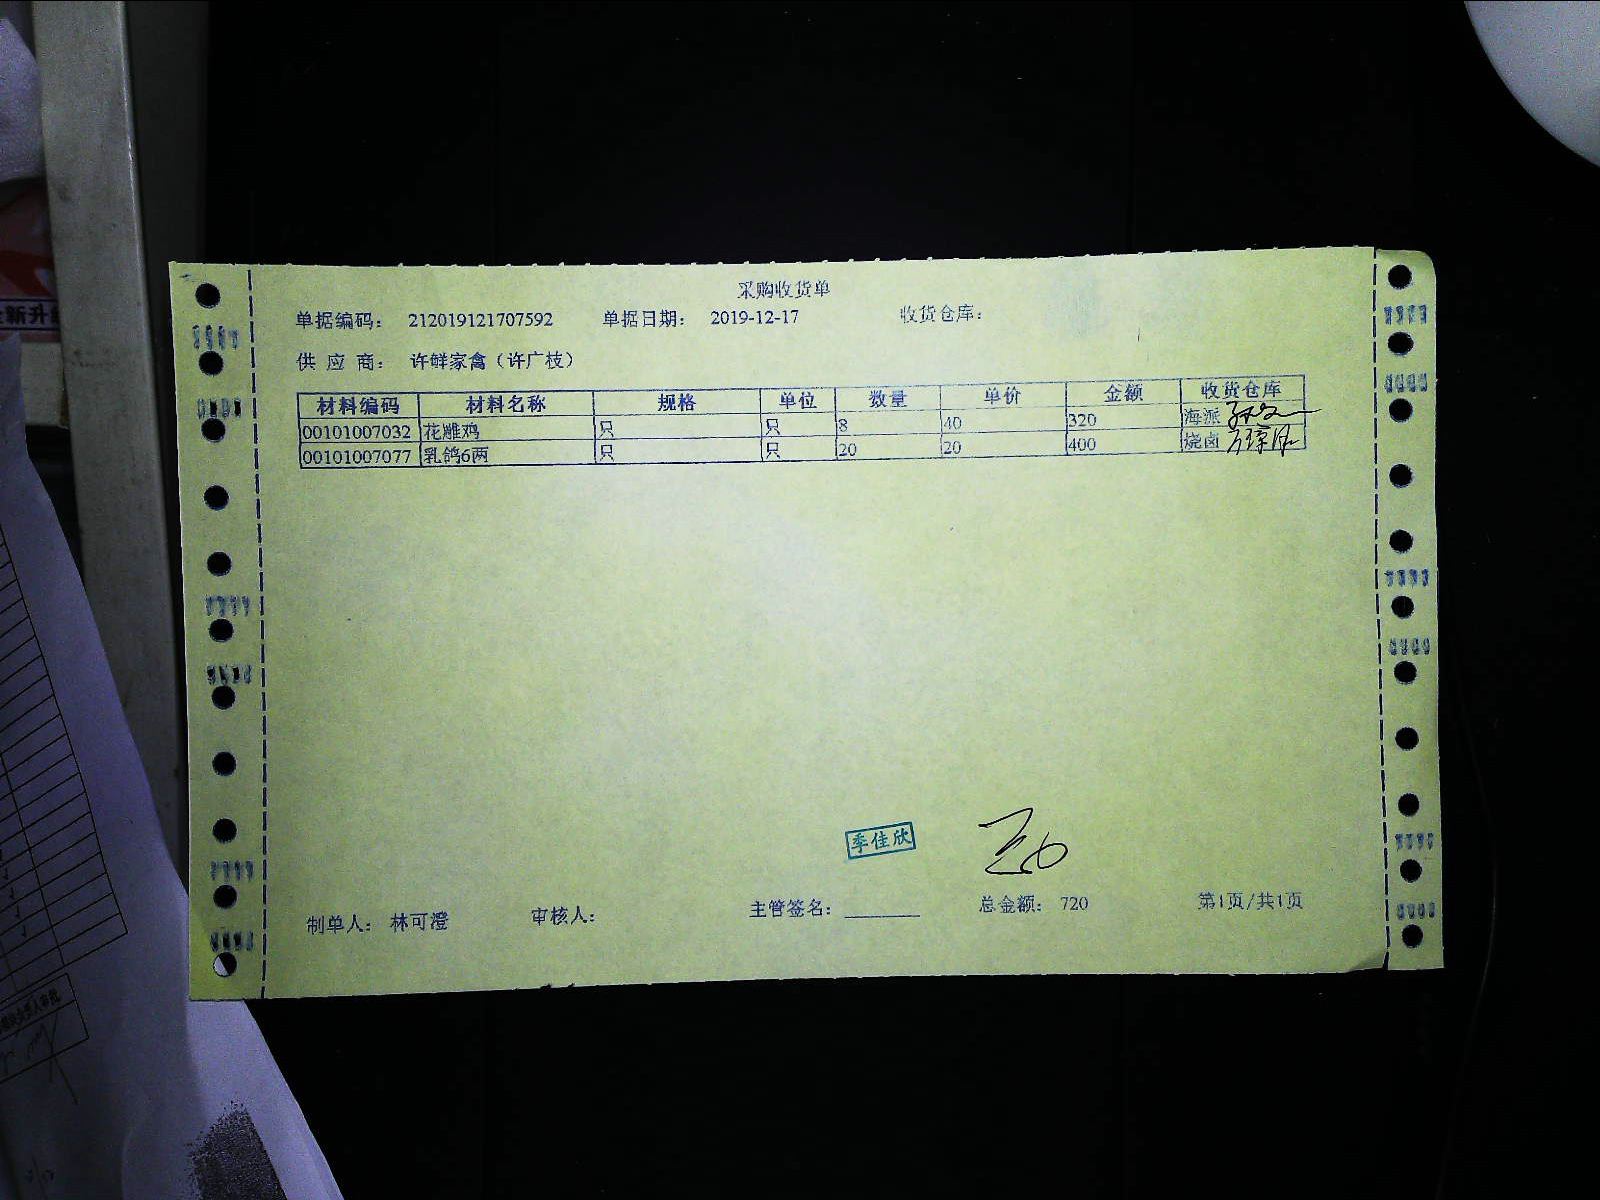 采购收货单
单据编码： 212019121707592 单据日期： 2019-12-17 收货仓库：
供 应 商： 许鲜家禽（许广枝）
材料编码 材料名称 规格 单位 数量 单价 金额 收货仓库
00101007032 花雕鸡 只 只 8 40 320 海派
00101007077 乳鸽6两 只 只 20 20 400 烧卤
季佳欣
制单人： 林可澄 审核人： 主管签名： 总金额： 720 第1页/共1页